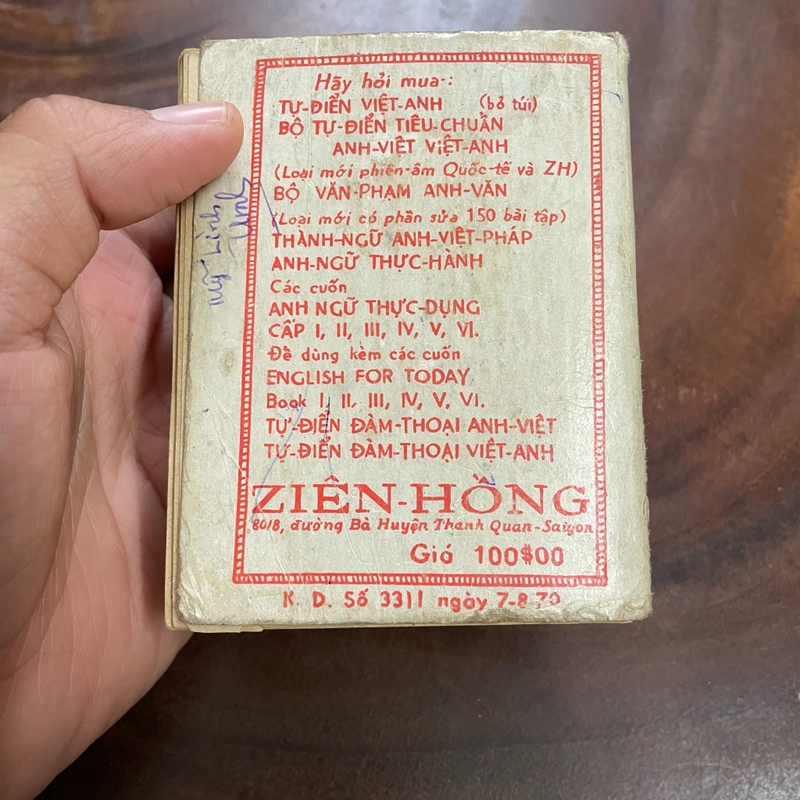 Hãy hỏi mua-:
TỰ-ĐIỂN VIỆT-ANH (bỏ túi)
BỘ TỰ-ĐIỂN TIÊU-CHUẨN
ANH-VIỆT VIỆT-ANH
(Loại mới phiên-âm Quốc-tế và ZH)
BỘ VĂN-PHẠM ANH-VĂN
(Loại mới có phần sửa 150 bài tập)
THÀNH-NGỮ ANH-VIỆT-PHÁP
ANH-NGỮ THỰC-HÀNH
Các cuốn
ANH NGỮ THỰC-DỤNG
CẤP I, II, III, IV, V, VI.
Để dùng kèm các cuốn
ENGLISH FOR TODAY
Book I, II, III, IV, V, VI.
TỰ-ĐIỂN ĐÀM-THOẠI ANH-VIỆT
TỰ-ĐIỂN ĐÀM-THOẠI VIỆT-ANH
ZIÊN-HỒNG
80/8, đường Bà Huyện Thanh Quan-Saigon
Giá 100$00
K. D. Số 3311 ngày 7-8-70
Mỹ Linh